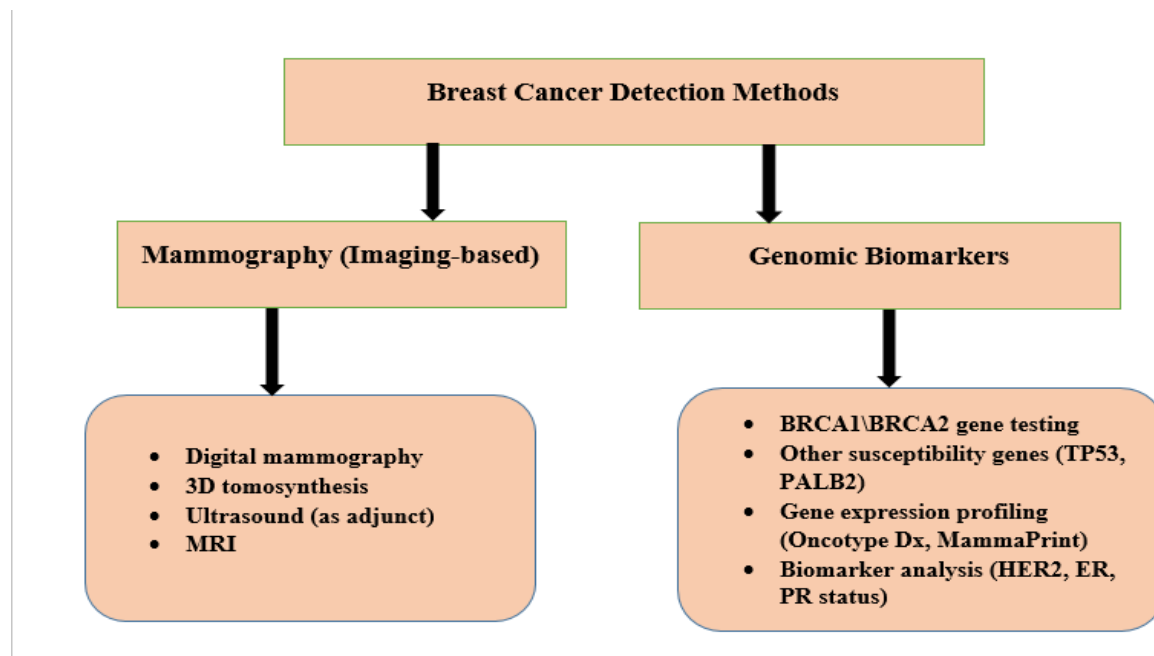 Breast Cancer Detection Methods
Mammography (Imaging-based)
Genomic Biomarkers
• Digital mammography
• 3D tomosynthesis
• Ultrasound (as adjunct)
• MRI
• BRCA1\BRCA2 gene testing
• Other susceptibility genes (TP53,
PALB2)
• Gene expression profiling
(Oncotype Dx, MammaPrint)
• Biomarker analysis (HER2, ER,
PR status)